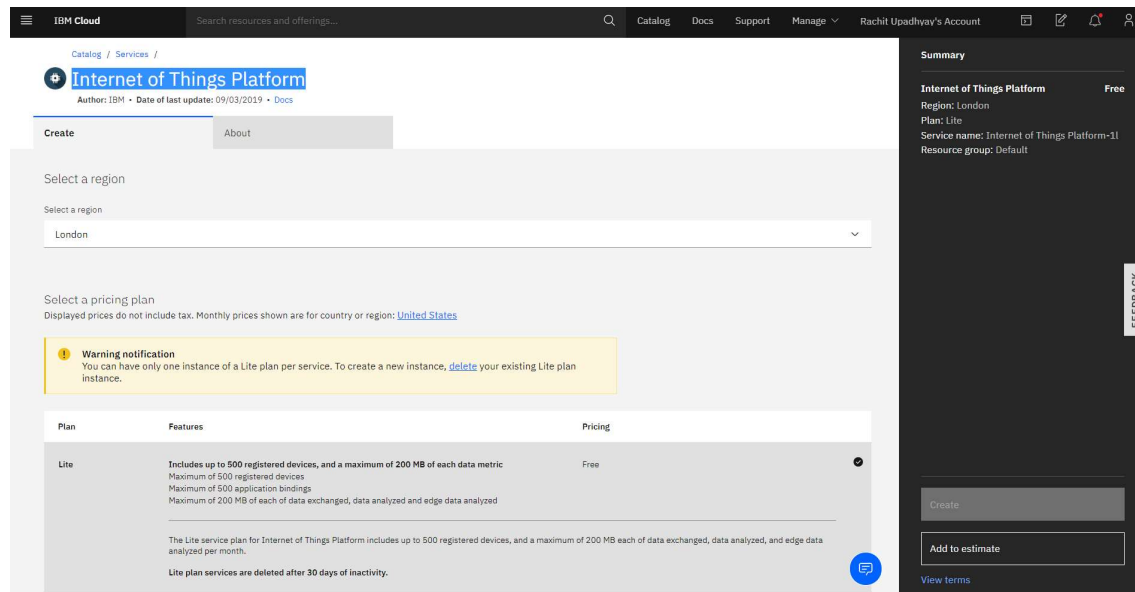 IBM Cloud
Search resources and offerings...
Catalog
Docs
Support
Manage
Rachit Upadhyay's Account
Catalog / Services /
Internet of Things Platform
Author: IBM • Date of last update: 09/03/2019 • Docs
Create
About
Select a region
Select a region
London
Select a pricing plan
Displayed prices do not include tax. Monthly prices shown are for country or region: United States
Warning notification
You can have only one instance of a Lite plan per service. To create a new instance, delete your existing Lite plan
instance.
Plan
Features
Pricing
Lite
Includes up to 500 registered devices, and a maximum of 200 MB of each data metric
Free
Maximum of 500 registered devices
Maximum of 500 application bindings
Maximum of 200 MB of each of data exchanged, data analyzed and edge data analyzed
The Lite service plan for Internet of Things Platform includes up to 500 registered devices, and a maximum of 200 MB each of data exchanged, data analyzed, and edge data
analyzed per month.
Lite plan services are deleted after 30 days of inactivity.
Summary
Internet of Things Platform
Free
Region: London
Plan: Lite
Service name: Internet of Things Platform-1l
Resource group: Default
FEEDBACK
Create
Add to estimate
View terms